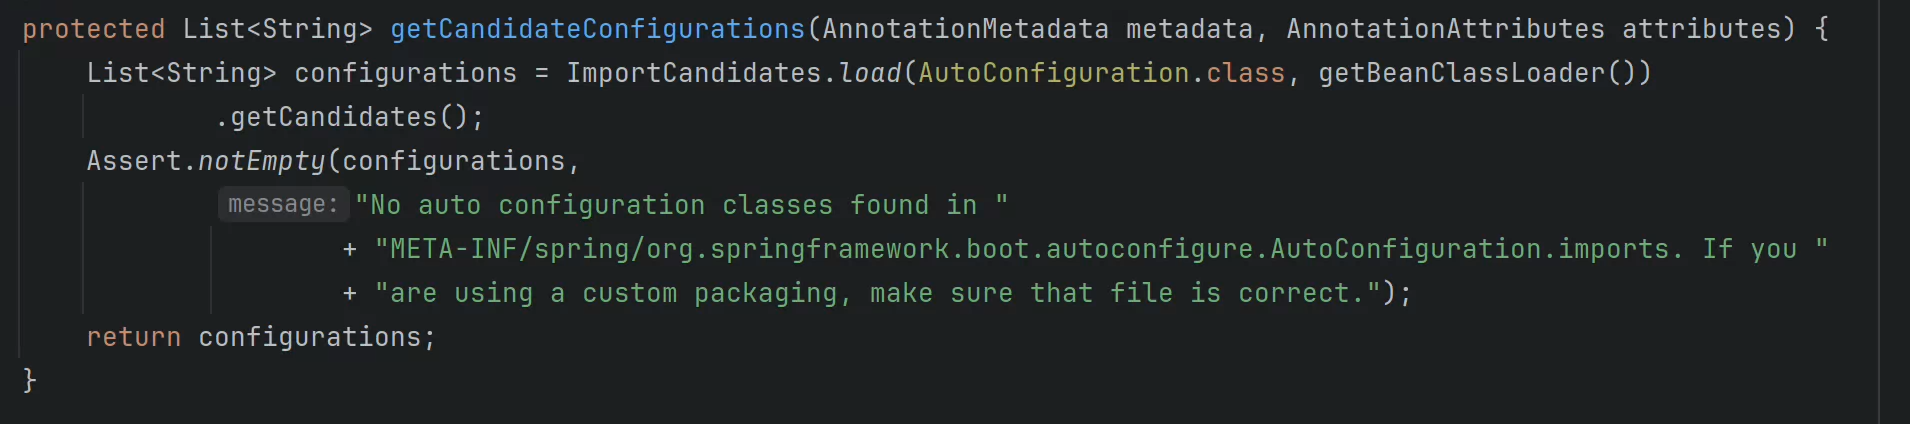 protected List<String> getCandidateConfigurations(AnnotationMetadata metadata, AnnotationAttributes attributes) {
List<String> configurations = ImportCandidates.load(AutoConfiguration.class, getBeanClassLoader())
.getCandidates();
Assert.notEmpty(configurations,
message: "No auto configuration classes found in "
+ "META-INF/spring/org.springframework.boot.autoconfigure.AutoConfiguration.imports. If you "
+ "are using a custom packaging, make sure that file is correct.");
return configurations;
}